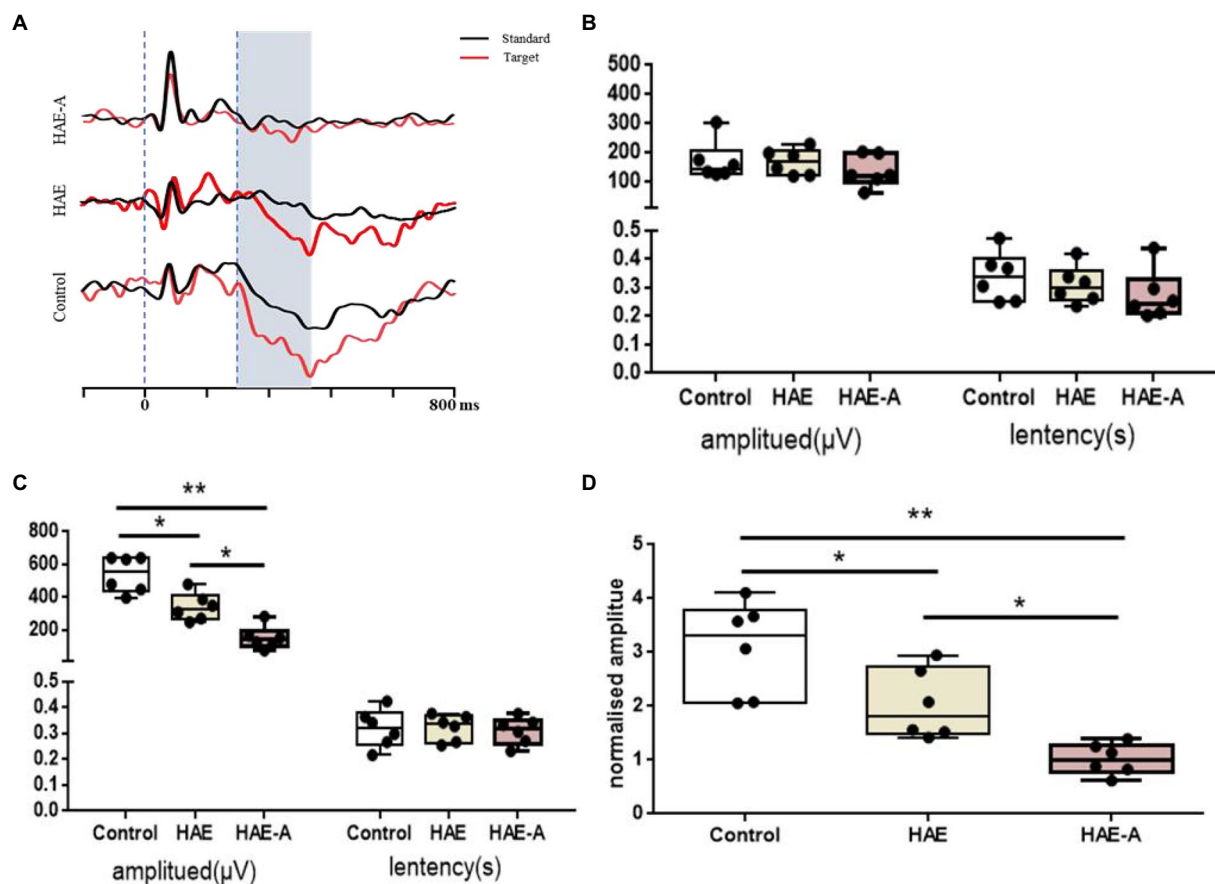 A
Standard
Target
HAE-A
HAE
Control
0
800 ms
B
500
400
300
200
100
0.5
0.4
0.3
0.2
0.1
0.0
Control HAE HAE-A Control HAE HAE-A
amplitued(µV) lentency(s)
C
**
*
*
800
600
400
200
0.5
0.4
0.3
0.2
0.1
0.0
Control HAE HAE-A Control HAE HAE-A
amplitued(µV) lentency(s)
D
**
*
*
normalised amplitue
5
4
3
2
1
0
Control HAE HAE-A